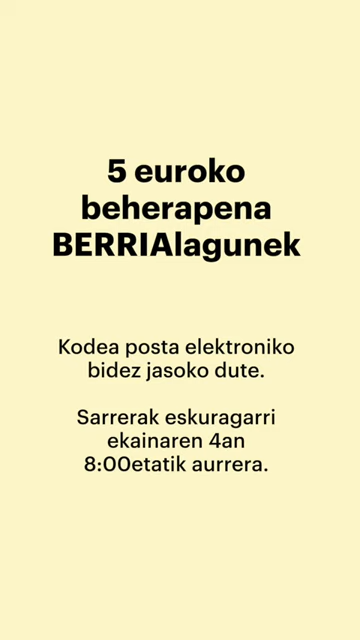 5 euroko
beherapena
BERRIAlagunek
Kodea posta elektroniko
bidez jasoko dute.
Sarrerak eskuragarri
ekainaren 4an
8:00etatik aurrera.